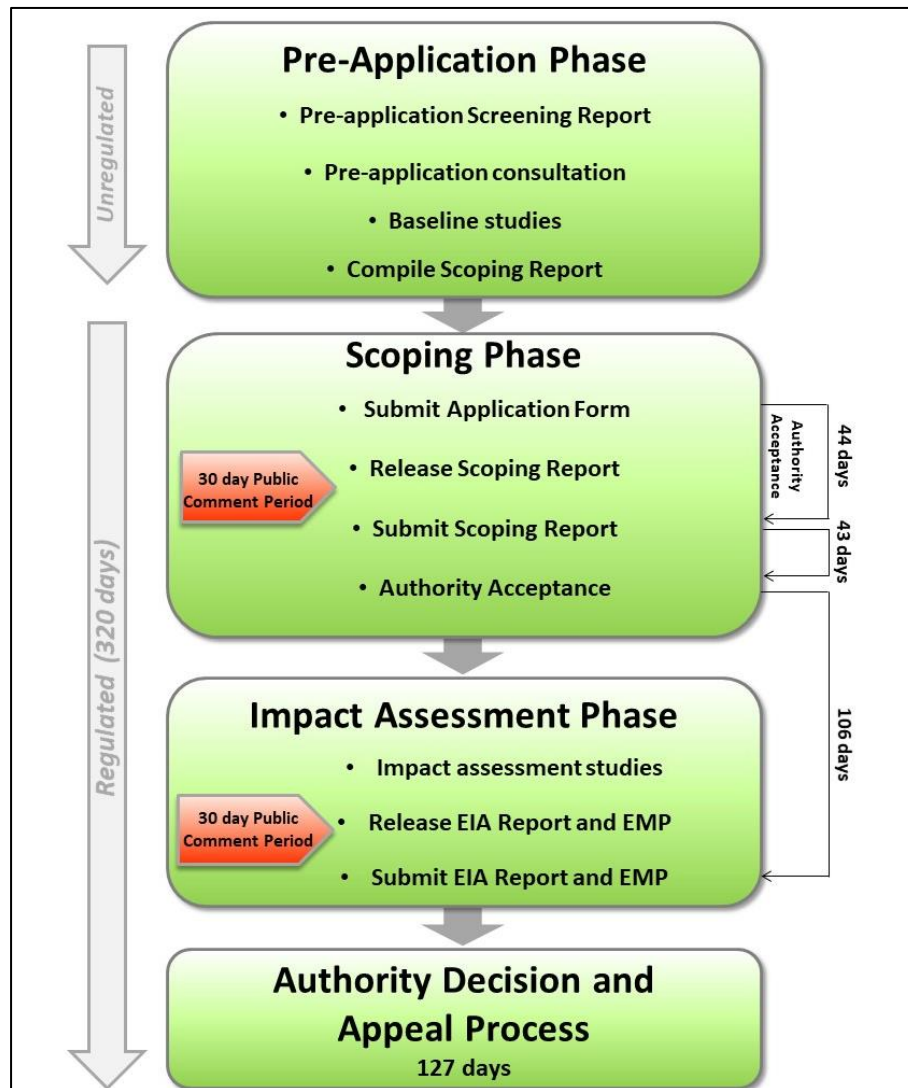 Unregulated
Pre-Application Phase
• Pre-application Screening Report
• Pre-application consultation
• Baseline studies
• Compile Scoping Report
Regulated (320 days)
Scoping Phase
• Submit Application Form
30 day Public
Comment Period
• Release Scoping Report
• Submit Scoping Report
• Authority Acceptance
Authority
Acceptance
44 days
43 days
106 days
Impact Assessment Phase
• Impact assessment studies
30 day Public
Comment Period
• Release EIA Report and EMP
• Submit EIA Report and EMP
Authority Decision and
Appeal Process
127 days